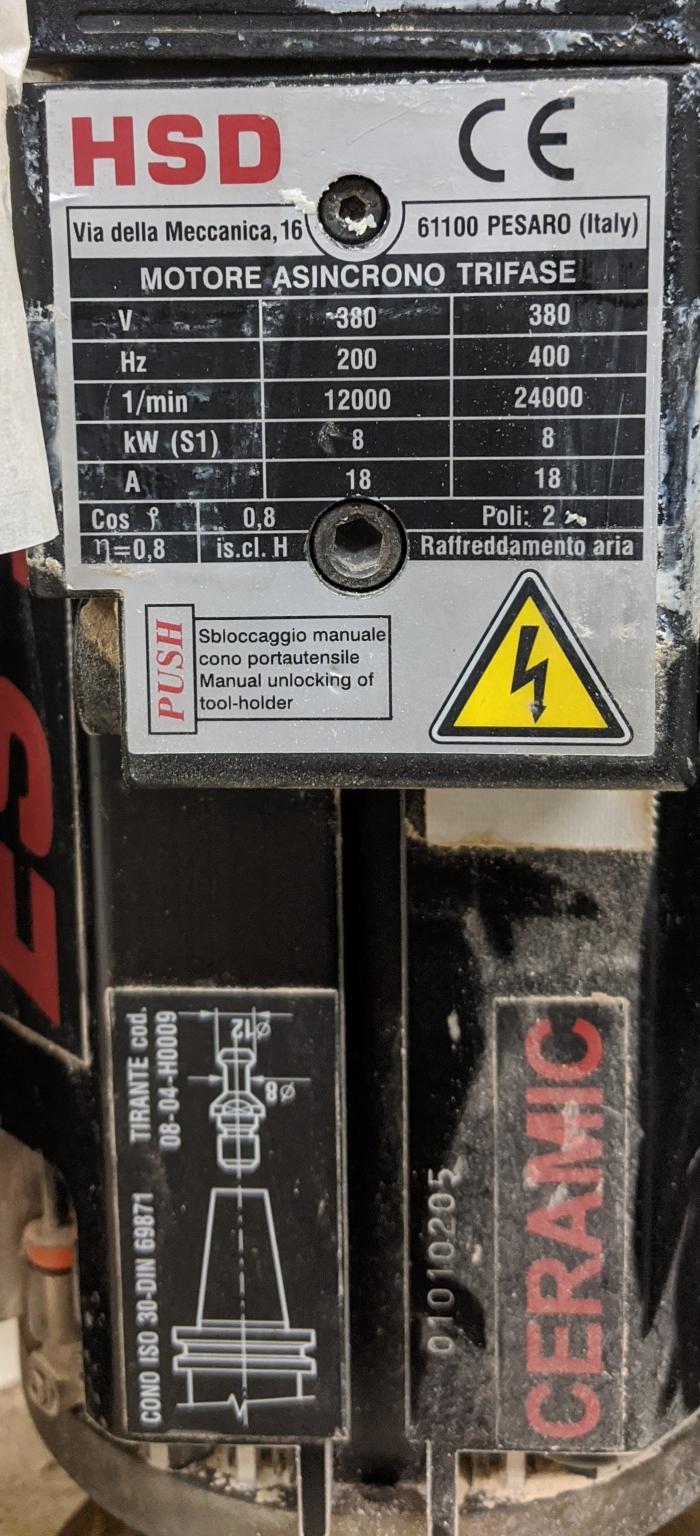 HSD CE
Via della Meccanica, 16 61100 PESARO (Italy)
MOTORE ASINCRONO TRIFASE
V 380 380
Hz 200 400
1/min 12000 24000
kW (S1) 8 8
A 18 18
Cos φ 0,8 Poli: 2
η=0,8 is.cl. H Raffreddamento aria
PUSH
Sbloccaggio manuale
cono portautensile
Manual unlocking of
tool-holder
CONO ISO 30-DIN 69871 TIRANTE cod.
08-04-H0009
ø12
ø8
01010205
CERAMIC